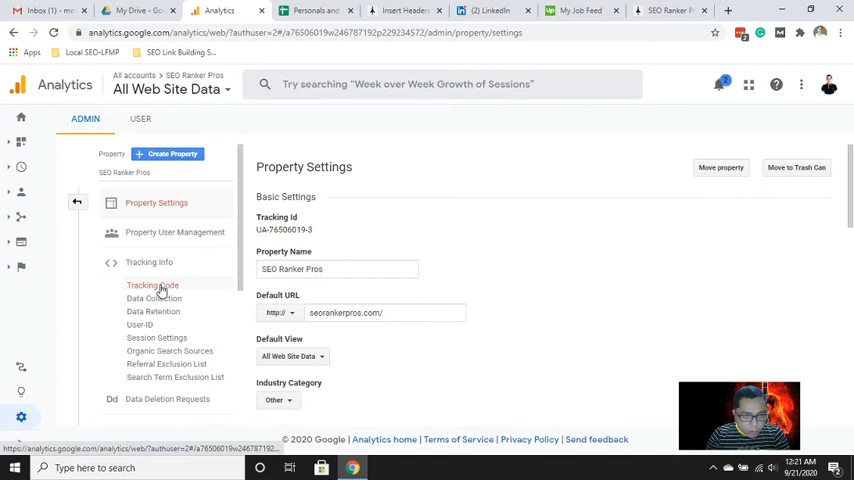 Inbox (1) - me
My Drive - Goo
Analytics
Personals and
Insert Headers
(2) LinkedIn
My Job Feed
SEO Ranker P
analytics.google.com/analytics/web/?authuser=2#/a76506019w246787192p229234572/admin/property/settings
Apps
Local SEO-LFMP
SEO Link Building S...
Analytics
All accounts > SEO Ranker Pros
All Web Site Data
Try searching "Week over Week Growth of Sessions"
2
ADMIN
USER
Property
+ Create Property
SEO Ranker Pros
Property Settings
Property User Management
Tracking Info
Tracking Code
Data Collection
Data Retention
User-ID
Session Settings
Organic Search Sources
Referral Exclusion List
Search Term Exclusion List
Dd Data Deletion Requests
Property Settings
Move property
Move to Trash Can
Basic Settings
Tracking Id
UA-76506019-3
Property Name
SEO Ranker Pros
Default URL
http://
seorankerpros.com/
Default View
All Web Site Data
Industry Category
Other
https://analytics.google.com/analytics/web/?authuser=2#/a76506019w246787192...
© 2020 Google | Analytics home | Terms of Service | Privacy Policy | Send feedback
Type here to search
12:21 AM
9/21/2020
2